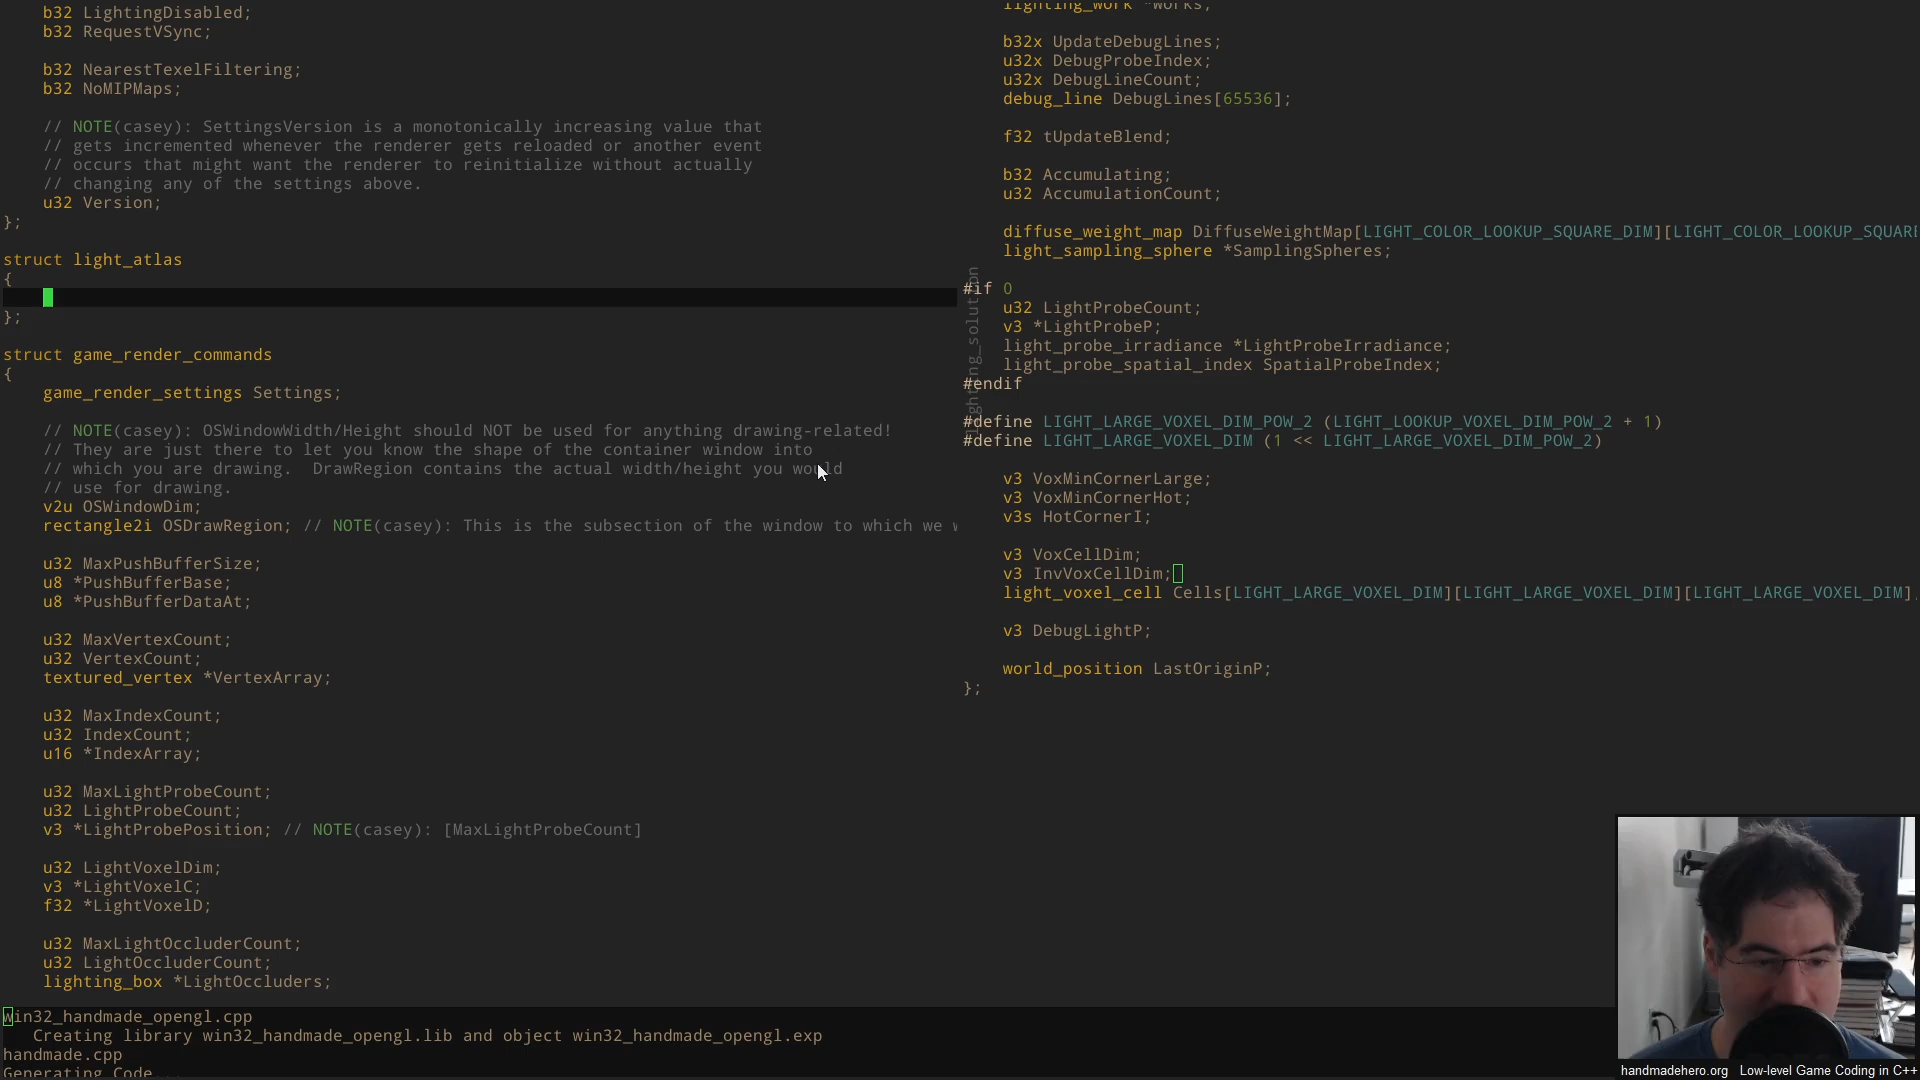 b32 LightingDisabled;
b32 RequestVSync;
b32 NearestTexelFiltering;
b32 NoMIPMaps;
// NOTE(casey): SettingsVersion is a monotonically increasing value that
// gets incremented whenever the renderer gets reloaded or another event
// occurs that might want the renderer to reinitialize without actually
// changing any of the settings above.
u32 Version;
};
struct light_atlas
{
};
struct game_render_commands
{
game_render_settings Settings;
// NOTE(casey): OSWindowWidth/Height should NOT be used for anything drawing-related!
// They are just there to let you know the shape of the container window into
// which you are drawing.  DrawRegion contains the actual width/height you would
// use for drawing.
v2u OSWindowDim;
rectangle2i OSDrawRegion; // NOTE(casey): This is the subsection of the window to which we w
u32 MaxPushBufferSize;
u8 *PushBufferBase;
u8 *PushBufferDataAt;
u32 MaxVertexCount;
u32 VertexCount;
textured_vertex *VertexArray;
u32 MaxIndexCount;
u32 IndexCount;
u16 *IndexArray;
u32 MaxLightProbeCount;
u32 LightProbeCount;
v3 *LightProbePosition; // NOTE(casey): [MaxLightProbeCount]
u32 LightVoxelDim;
v3 *LightVoxelC;
f32 *LightVoxelD;
u32 MaxLightOccluderCount;
u32 LightOccluderCount;
lighting_box *LightOccluders;
lighting_work *Works;
b32x UpdateDebugLines;
u32x DebugProbeIndex;
u32x DebugLineCount;
debug_line DebugLines[65536];
f32 tUpdateBlend;
b32 Accumulating;
u32 AccumulationCount;
diffuse_weight_map DiffuseWeightMap[LIGHT_COLOR_LOOKUP_SQUARE_DIM][LIGHT_COLOR_LOOKUP_SQUARE
light_sampling_sphere *SamplingSpheres;
#if 0
u32 LightProbeCount;
v3 *LightProbeP;
light_probe_irradiance *LightProbeIrradiance;
light_probe_spatial_index SpatialProbeIndex;
#endif
#define LIGHT_LARGE_VOXEL_DIM_POW_2 (LIGHT_LOOKUP_VOXEL_DIM_POW_2 + 1)
#define LIGHT_LARGE_VOXEL_DIM (1 << LIGHT_LARGE_VOXEL_DIM_POW_2)
v3 VoxMinCornerLarge;
v3 VoxMinCornerHot;
v3s HotCornerI;
v3 VoxCellDim;
v3 InvVoxCellDim;
light_voxel_cell Cells[LIGHT_LARGE_VOXEL_DIM][LIGHT_LARGE_VOXEL_DIM][LIGHT_LARGE_VOXEL_DIM]
v3 DebugLightP;
world_position LastOriginP;
};
win32_handmade_opengl.cpp
Creating library win32_handmade_opengl.lib and object win32_handmade_opengl.exp
handmade.cpp
Generating Code...
handmadehero.org   Low-level Game Coding in C++